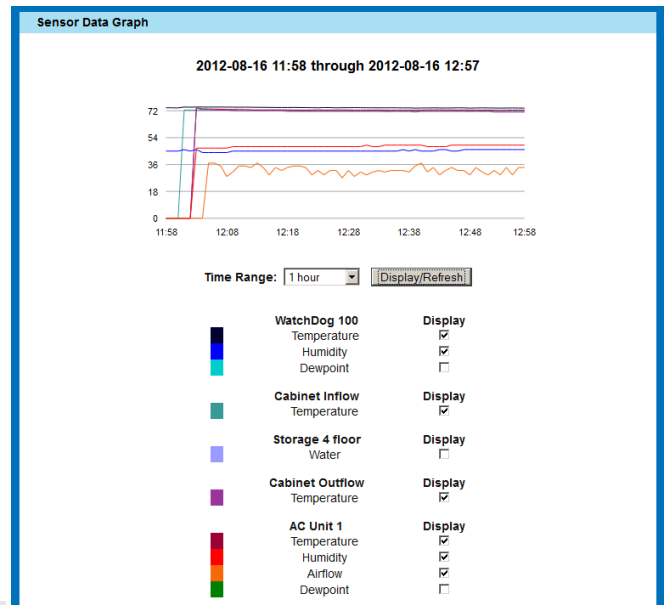 Sensor Data Graph
2012-08-16 11:58 through 2012-08-16 12:57
72
54
36
18
0
11:58 12:08 12:18 12:28 12:38 12:48 12:58
Time Range: 1 hour Display/Refresh
WatchDog 100 Display
Temperature
Humidity
Dewpoint
Cabinet Inflow Display
Temperature
Storage 4 floor Display
Water
Cabinet Outflow Display
Temperature
AC Unit 1 Display
Temperature
Humidity
Airflow
Dewpoint